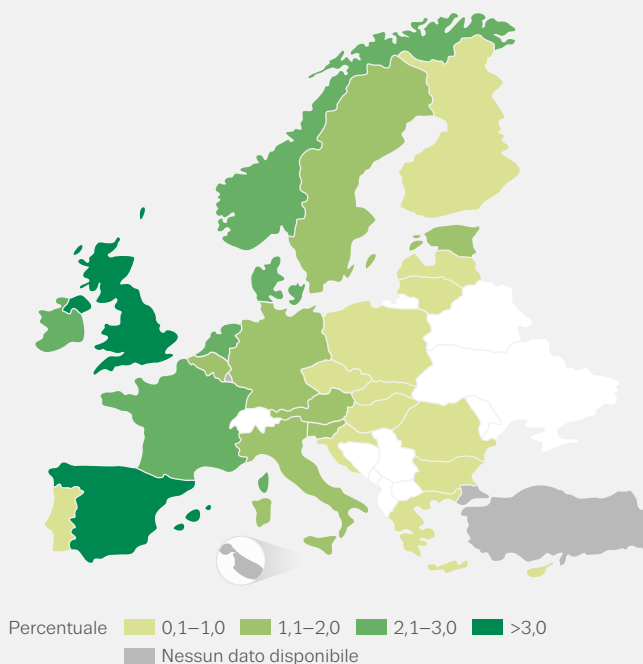 Percentuale 0,1–1,0 1,1–2,0 2,1–3,0 >3,0
Nessun dato disponibile